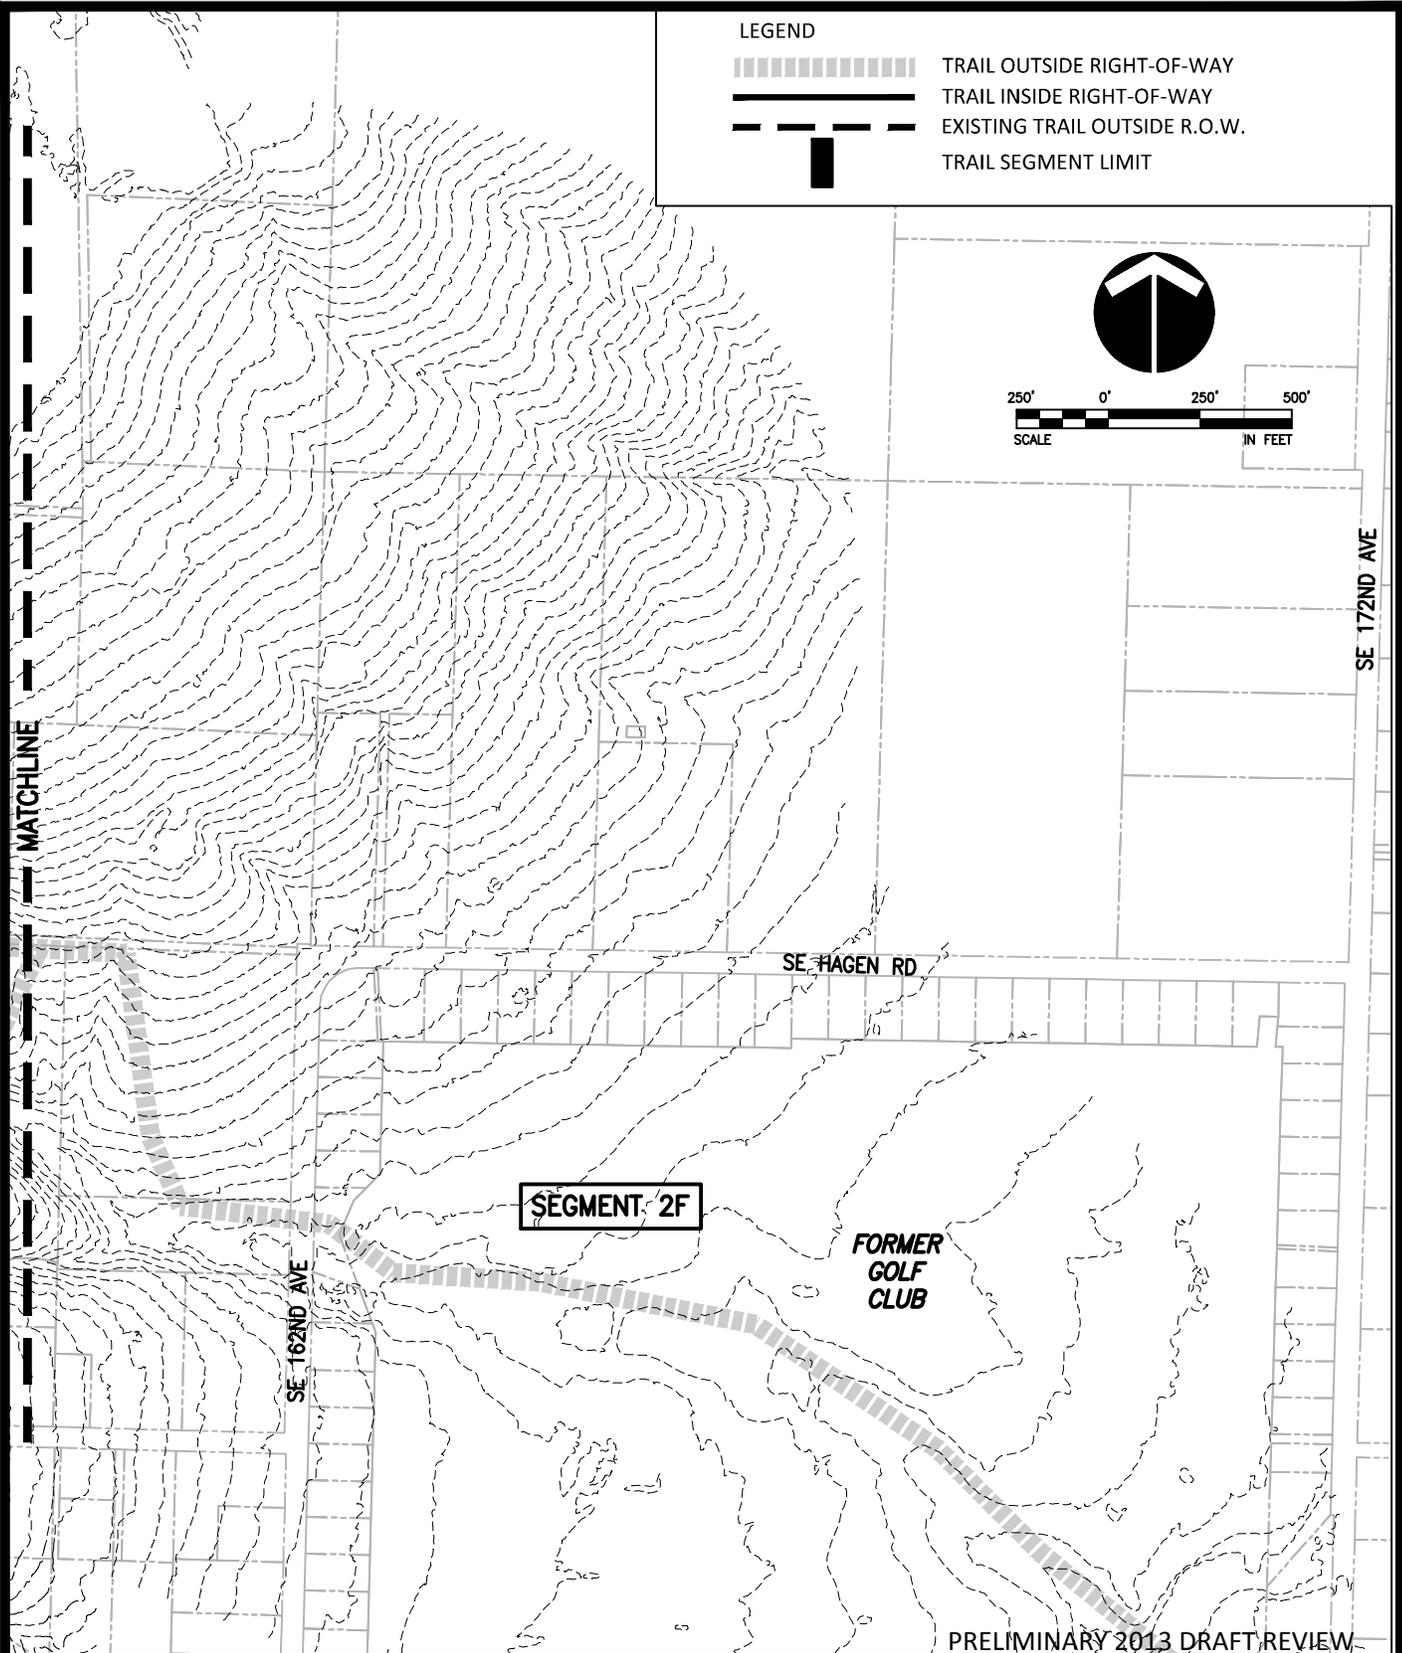 LEGEND
TRAIL OUTSIDE RIGHT-OF-WAY
TRAIL INSIDE RIGHT-OF-WAY
EXISTING TRAIL OUTSIDE R.O.W.
TRAIL SEGMENT LIMIT
250' 0' 250' 500'
SCALE IN FEET
SE 172ND AVE
MATCHLINE
SE HAGEN RD
SEGMENT 2F
FORMER
GOLF
CLUB
SE 162ND AVE
PRELIMINARY 2013 DRAFT REVIEW